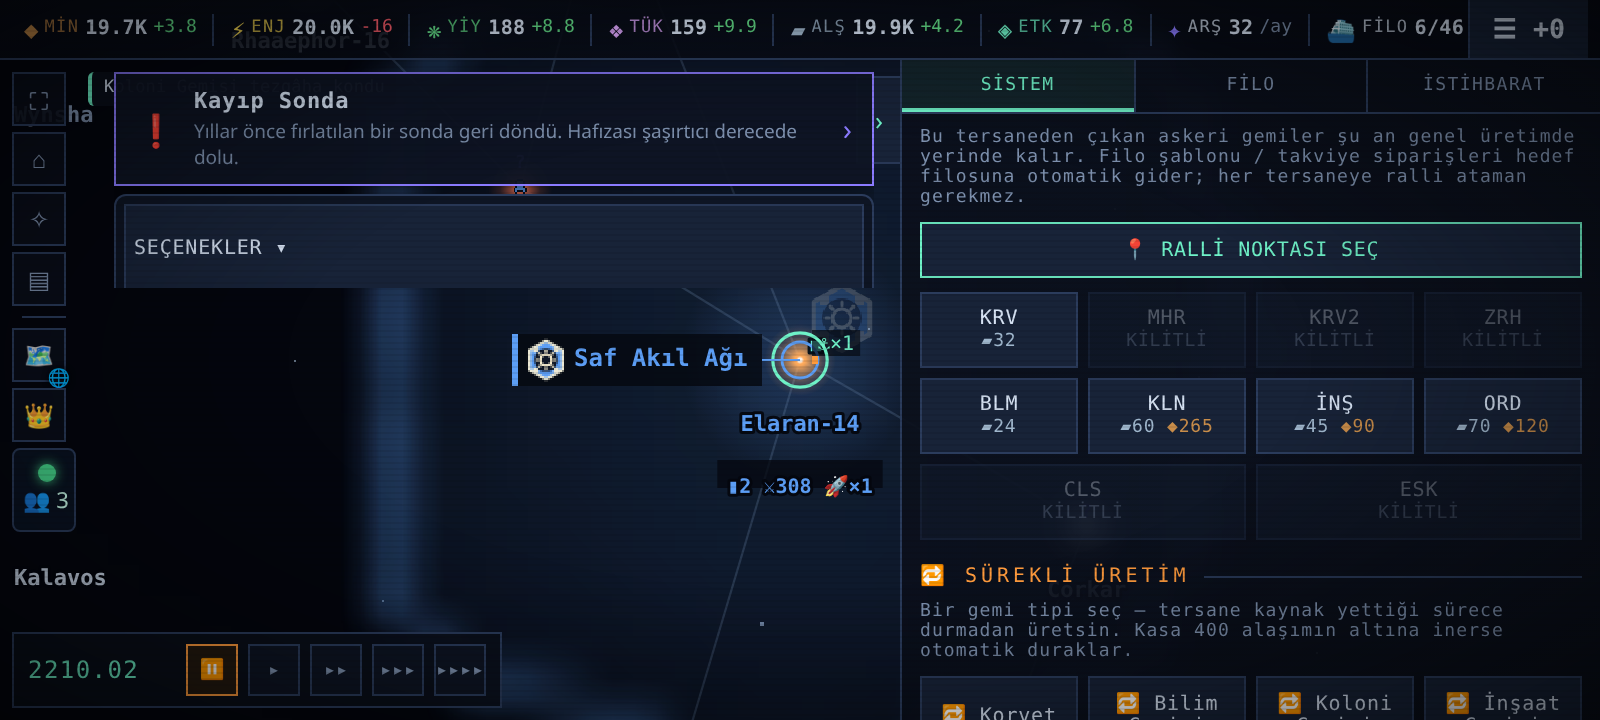 ◆ MİN 19.7K +3.8 ⚡ ENJ 20.0K -16 ❋ YİY 188 +8.8 ❖ TÜK 159 +9.9 ▰ ALŞ 19.9K +4.2 ◈ ETK 77 +6.8 ✦ ARŞ 32 /ay FİLO 6/46 ☰ +0
Rhaaephor-16
SİSTEM FİLO İSTİHBARAT
Kayıp Sonda
Yıllar önce fırlatılan bir sonda geri döndü. Hafızası şaşırtıcı derecede
dolu.
SEÇENEKLER ▾
Saf Akıl Ağı
×1
Elaran-14
▮2 ⚔308 🚀×1
👥 3
Kalavos
2210.02
Bu tersaneden çıkan askeri gemiler şu an genel üretimde
yerinde kalır. Filo şablonu / takviye siparişleri hedef
filosuna otomatik gider; her tersaneye ralli ataman
gerekmez.
📍 RALLİ NOKTASI SEÇ
KRV MHR KRV2 ZRH
▰32 KİLİTLİ KİLİTLİ KİLİTLİ
BLM KLN İNŞ ORD
▰24 ▰60 ◆265 ▰45 ◆90 ▰70 ◆120
CLS ESK
KİLİTLİ KİLİTLİ
🔁 SÜREKLİ ÜRETİM
Corkar
Bir gemi tipi seç — tersane kaynak yettiği sürece
durmadan üretsin. Kasa 400 alaşımın altına inerse
otomatik duraklar.
🔁 Korvet 🔁 Bilim 🔁 Koloni 🔁 İnşaat